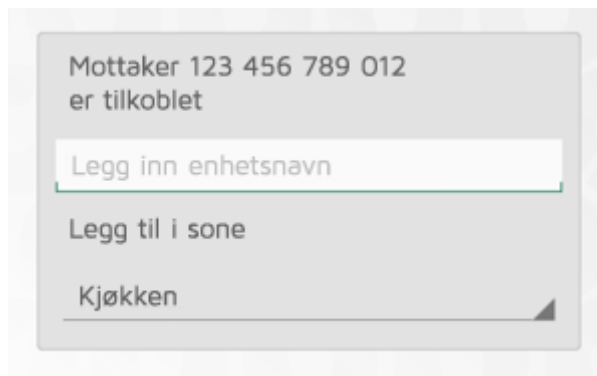 Mottaker 123 456 789 012
er tilkoblet
Legg inn enhetsnavn
Legg til i sone
Kjøkken